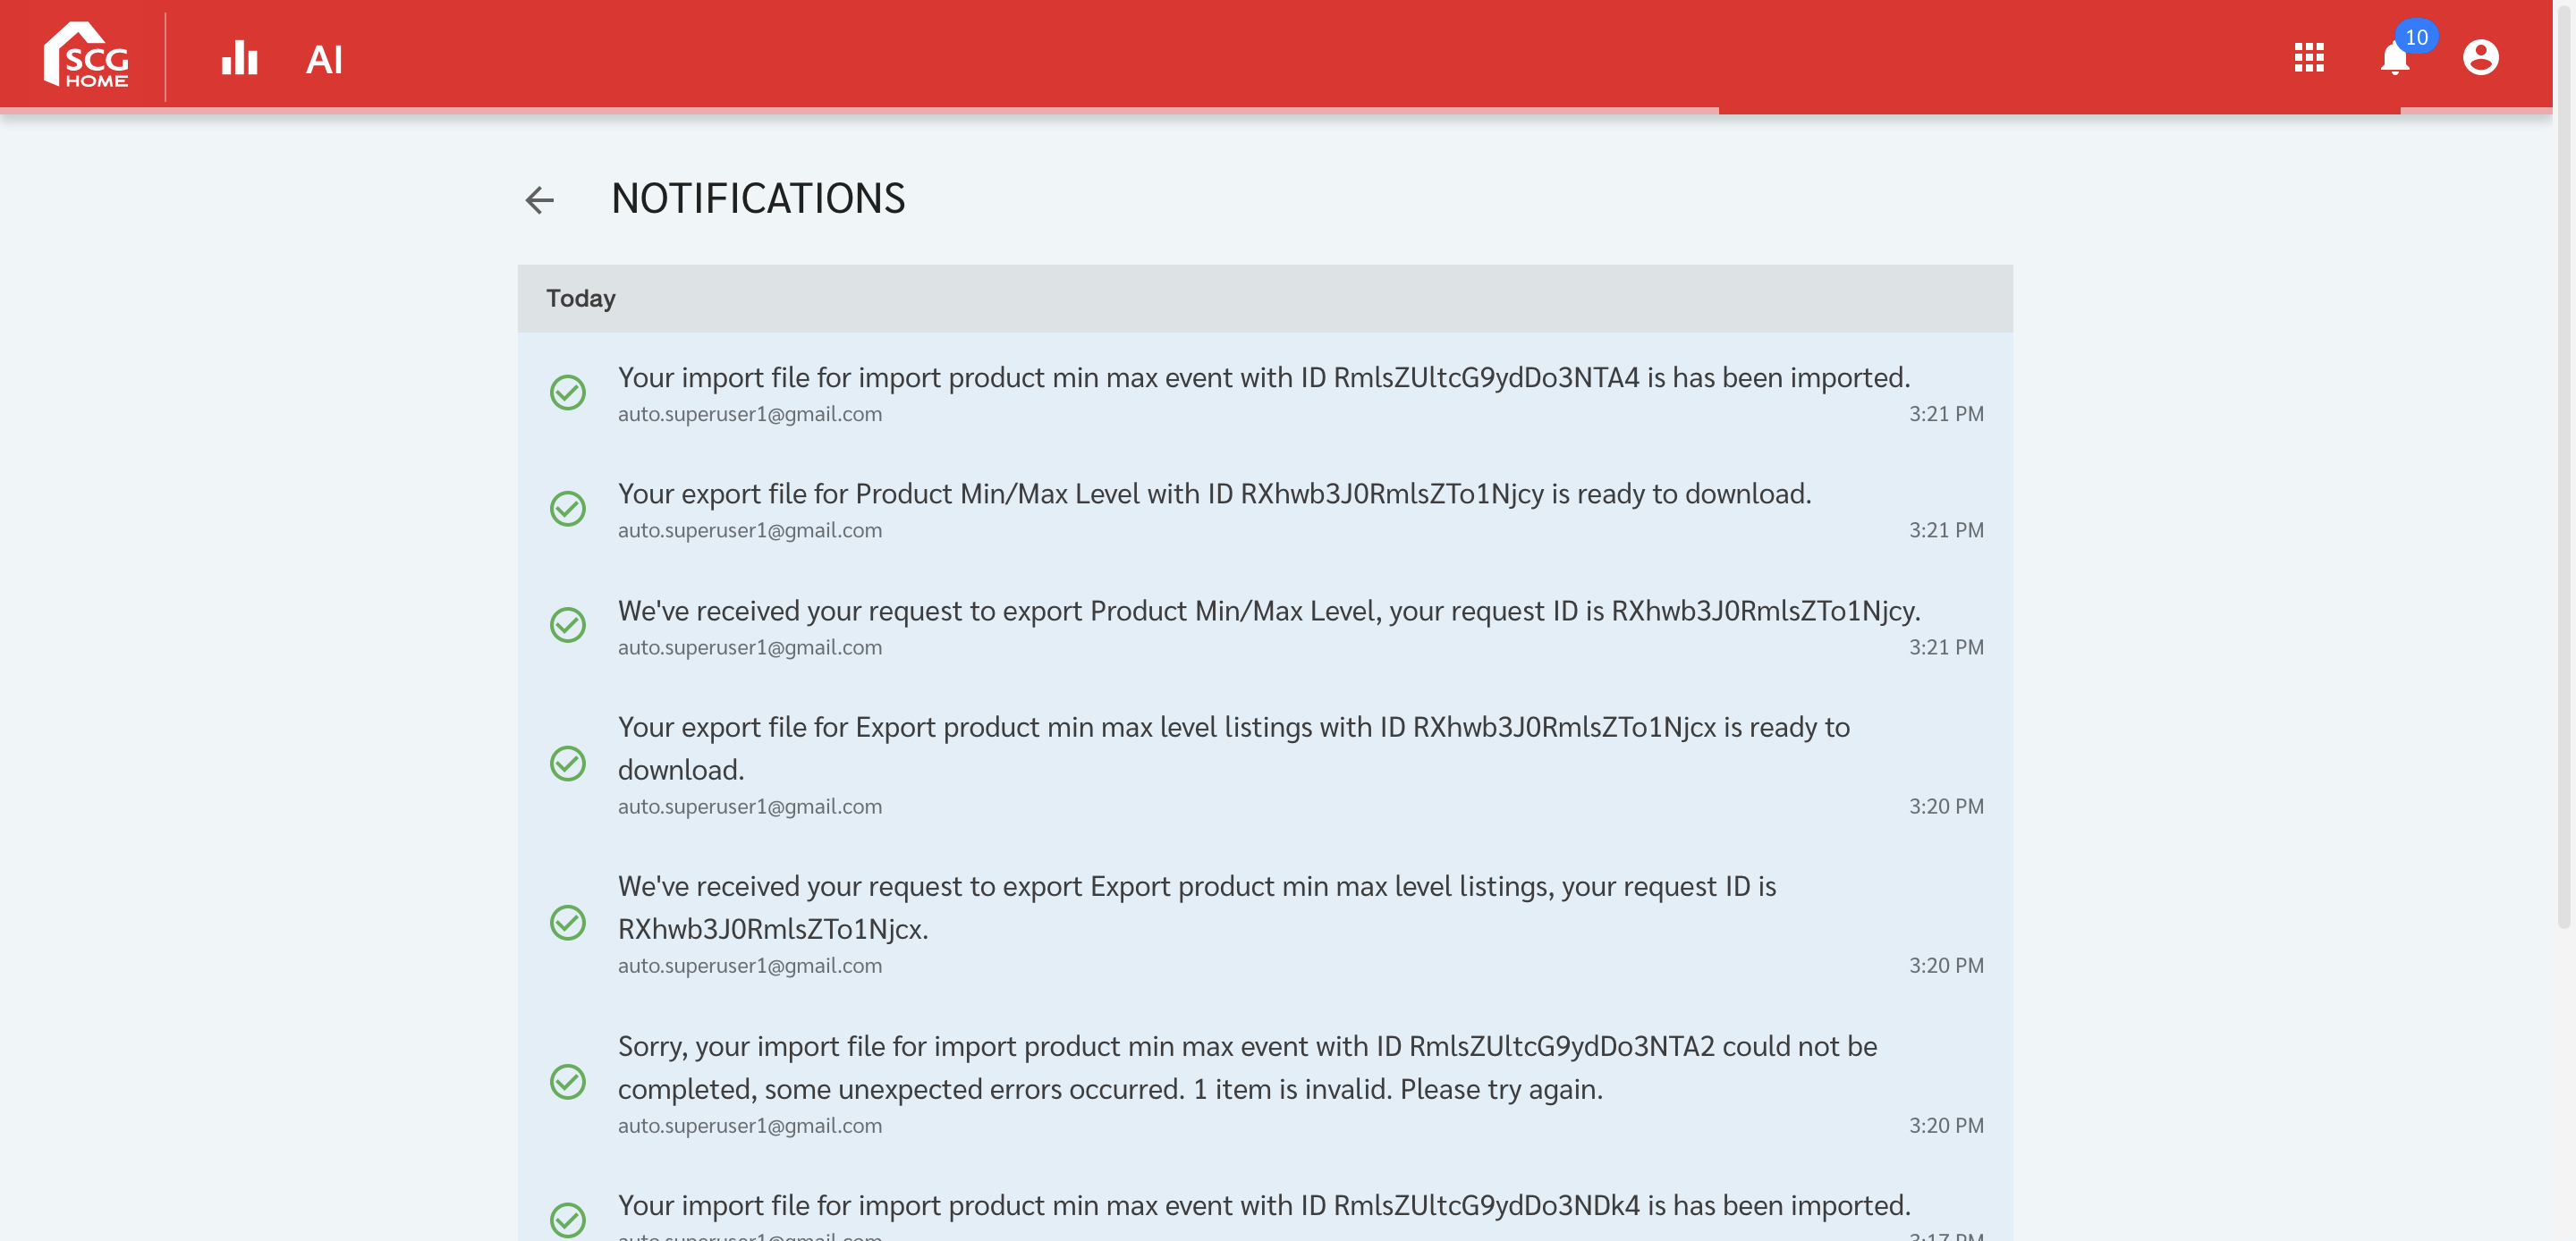 SCG
HOME
AI
10
NOTIFICATIONS
Today
Your import file for import product min max event with ID RmlsZUltcG9ydDo3NTA4 is has been imported.
auto.superuser1@gmail.com 3:21 PM
Your export file for Product Min/Max Level with ID RXhwb3J0RmlsZTo1Njcy is ready to download.
auto.superuser1@gmail.com 3:21 PM
We've received your request to export Product Min/Max Level, your request ID is RXhwb3J0RmlsZTo1Njcy.
auto.superuser1@gmail.com 3:21 PM
Your export file for Export product min max level listings with ID RXhwb3J0RmlsZTo1Njcx is ready to
download.
auto.superuser1@gmail.com 3:20 PM
We've received your request to export Export product min max level listings, your request ID is
RXhwb3J0RmlsZTo1Njcx.
auto.superuser1@gmail.com 3:20 PM
Sorry, your import file for import product min max event with ID RmlsZUltcG9ydDo3NTA2 could not be
completed, some unexpected errors occurred. 1 item is invalid. Please try again.
auto.superuser1@gmail.com 3:20 PM
Your import file for import product min max event with ID RmlsZUltcG9ydDo3NDk4 is has been imported.
auto.superuser1@gmail.com 3:17 PM